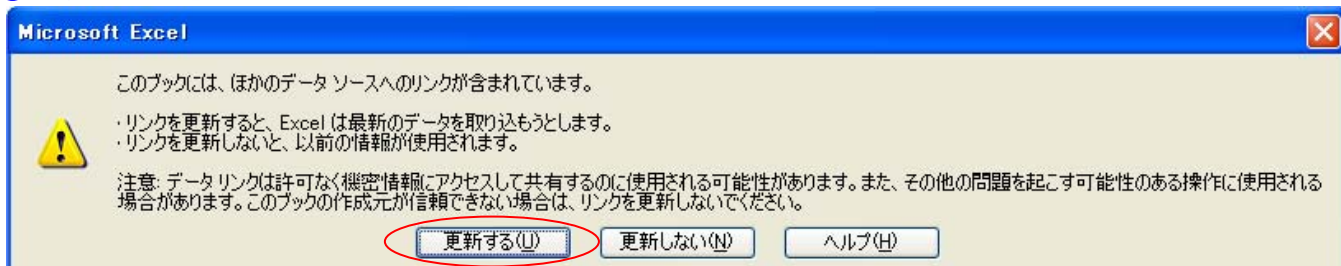 Microsoft Excel
このブックには、ほかのデータ ソースへのリンクが含まれています。
・リンクを更新すると、Excel は最新のデータを取り込もうとします。
・リンクを更新しないと、以前の情報が使用されます。
注意: データ リンクは許可なく機密情報にアクセスして共有するのに使用される可能性があります。また、その他の問題を起こす可能性のある操作に使用される
場合があります。このブックの作成元が信頼できない場合は、リンクを更新しないでください。
更新する(U) 更新しない(N) ヘルプ(H)